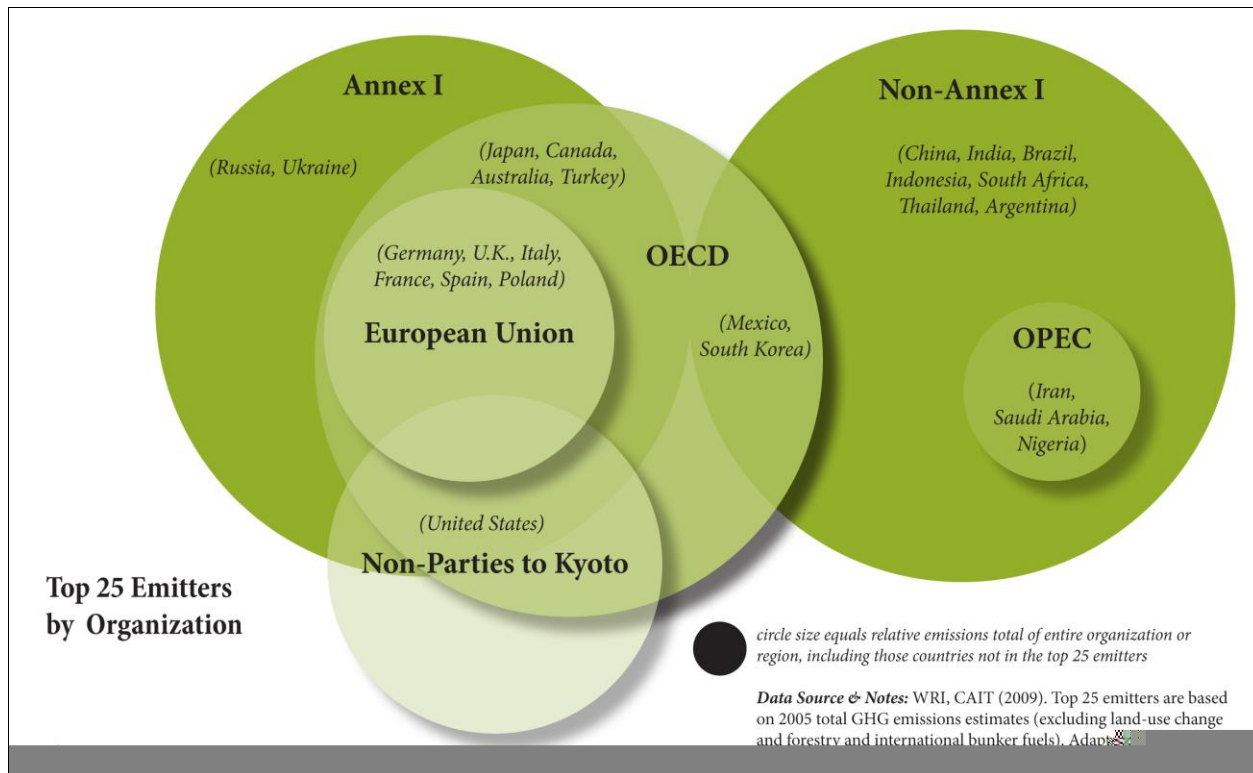 Annex I
(Russia, Ukraine)
(Japan, Canada,
Australia, Turkey)
(Germany, U.K., Italy,
France, Spain, Poland)
European Union
OECD
(Mexico,
South Korea)
(United States)
Non-Parties to Kyoto
Non-Annex I
(China, India, Brazil,
Indonesia, South Africa,
Thailand, Argentina)
OPEC
(Iran,
Saudi Arabia,
Nigeria)
Top 25 Emitters
by Organization
circle size equals relative emissions total of entire organization or
region, including those countries not in the top 25 emitters
Data Source & Notes: WRI, CAIT (2009). Top 25 emitters are based
on 2005 total GHG emissions estimates (excluding land-use change
and forestry and international bunker fuels).